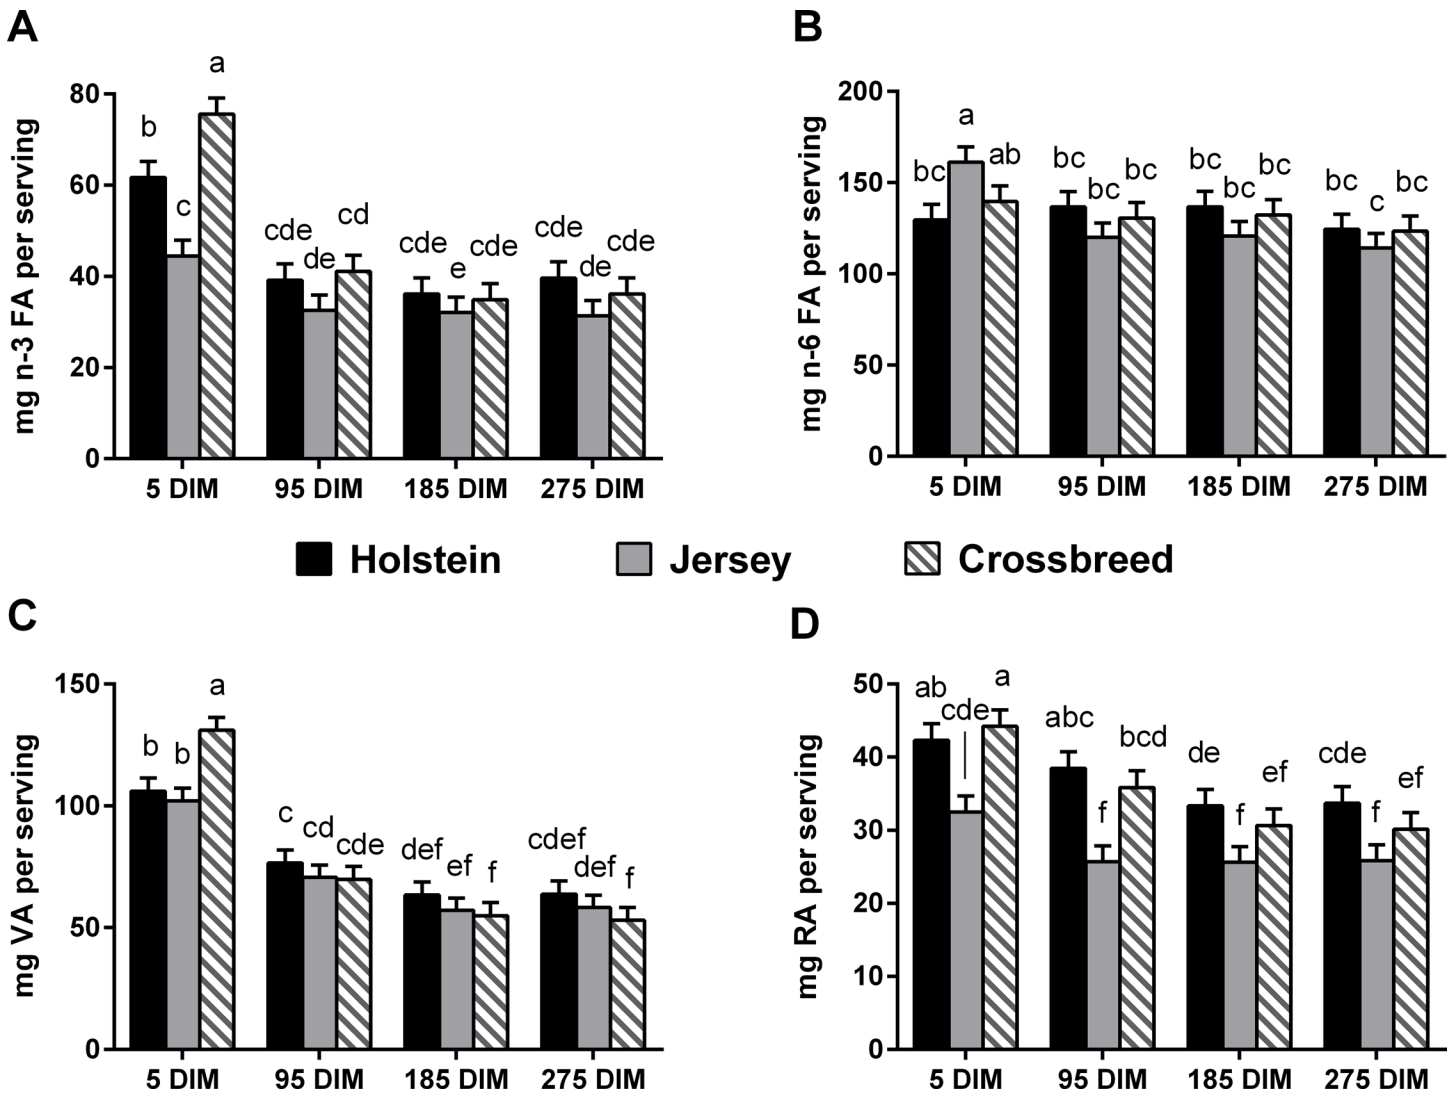 A
mg n-3 FA per serving
80
60
40
20
0
b c a
cde de cd
cde e cde
cde de cde
5 DIM 95 DIM 185 DIM 275 DIM
B
mg n-6 FA per serving
200
150
100
50
0
bc a ab
bc bc bc
bc bc bc
bc c bc
5 DIM 95 DIM 185 DIM 275 DIM
Holstein Jersey Crossbreed
C
mg VA per serving
150
100
50
0
b b a
c cd cde
def ef f
cdef def f
5 DIM 95 DIM 185 DIM 275 DIM
D
mg RA per serving
50
40
30
20
10
0
ab cde a
abc f bcd
de f ef
cde f ef
5 DIM 95 DIM 185 DIM 275 DIM